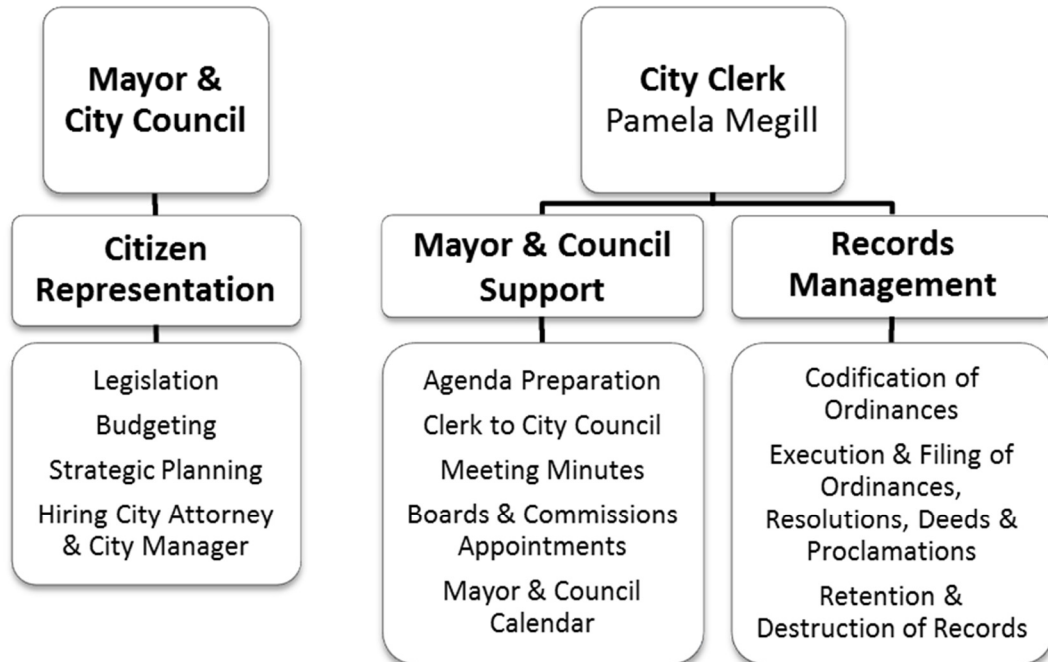 Mayor &
City Council
Citizen
Representation
Legislation
Budgeting
Strategic Planning
Hiring City Attorney
& City Manager
City Clerk
Pamela Megill
Mayor & Council
Support
Agenda Preparation
Clerk to City Council
Meeting Minutes
Boards & Commissions
Appointments
Mayor & Council
Calendar
Records
Management
Codification of
Ordinances
Execution & Filing of
Ordinances,
Resolutions, Deeds &
Proclamations
Retention &
Destruction of Records